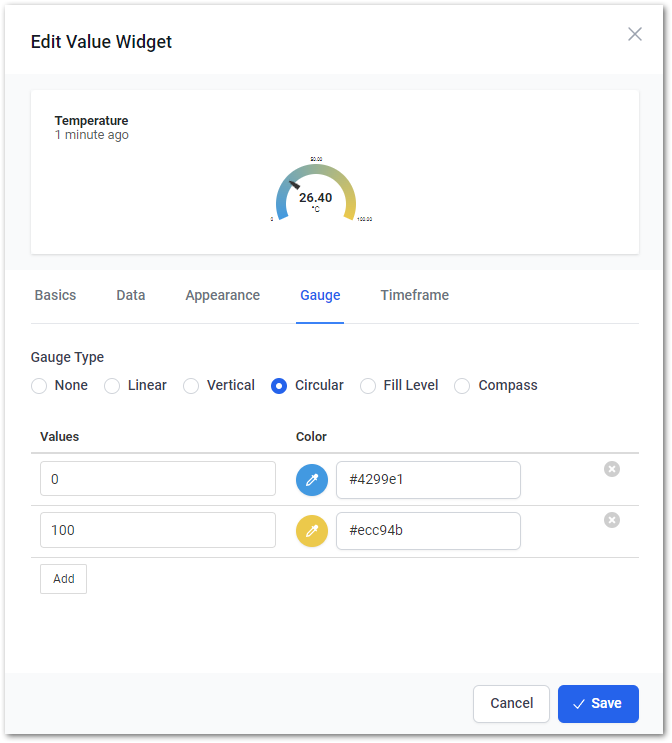 Edit Value Widget
Temperature
1 minute ago
50.00
26.40
°C
0
100.00
Basics Data Appearance Gauge Timeframe
Gauge Type
None Linear Vertical Circular Fill Level Compass
Values Color
0 #4299e1
100 #ecc94b
Add
Cancel Save